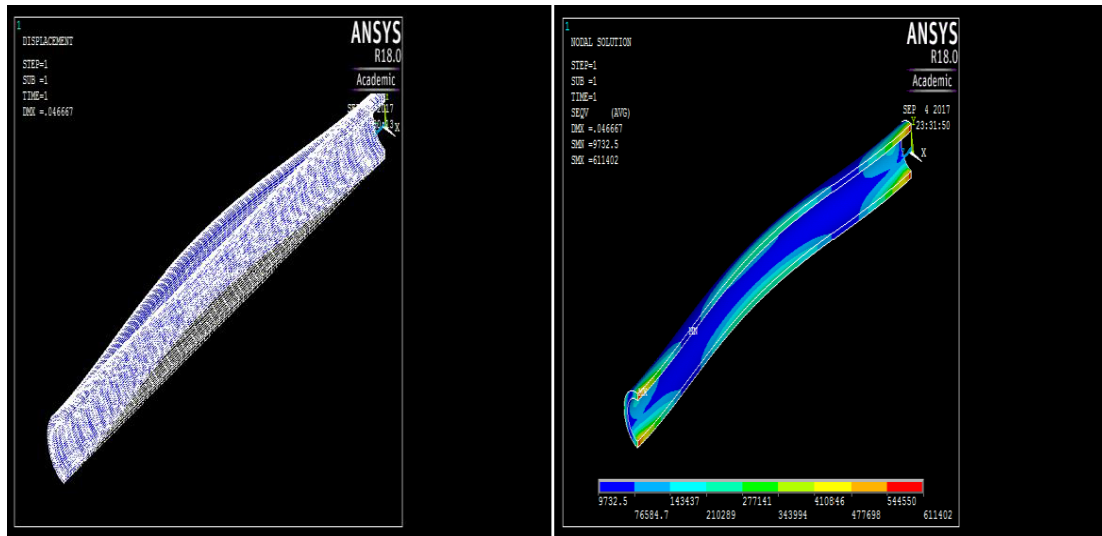 1
DISPLACEMENT
STEP=1
SUB =1
TIME=1
DMX =.046667
ANSYS
R18.0
Academic
X
1
NODAL SOLUTION
STEP=1
SUB =1
TIME=1
SEQV (AVG)
DMX =.046667
SMN =9732.5
SMX =611402
ANSYS
R18.0
Academic
SEP 4 2017
23:31:50
Y
X
MN
9732.5 143437 277141 410846 544550
76584.7 210289 343994 477698 611402